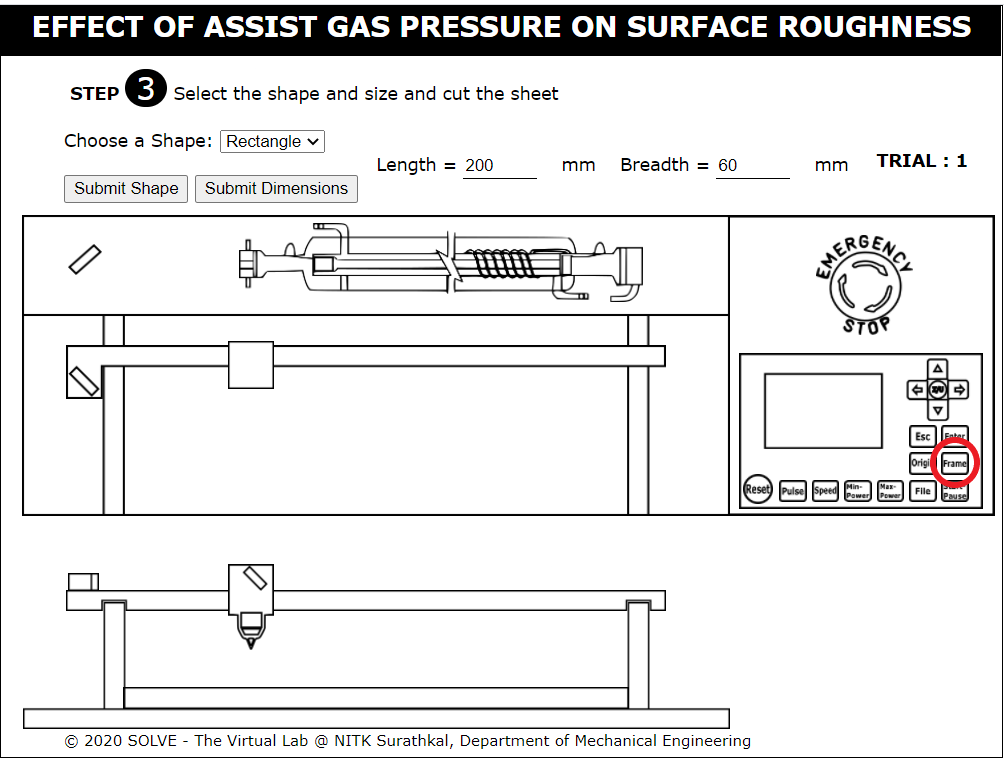 EFFECT OF ASSIST GAS PRESSURE ON SURFACE ROUGHNESS
STEP 3 Select the shape and size and cut the sheet
Choose a Shape: Rectangle
Length = 200 mm Breadth = 60 mm TRIAL : 1
Submit Shape Submit Dimensions
EMERGENCY
STOP
Z/U
Esc Enter
Origi Frame
Reset Pulse Speed Min-Power Max-Power File Start-Pause
© 2020 SOLVE - The Virtual Lab @ NITK Surathkal, Department of Mechanical Engineering